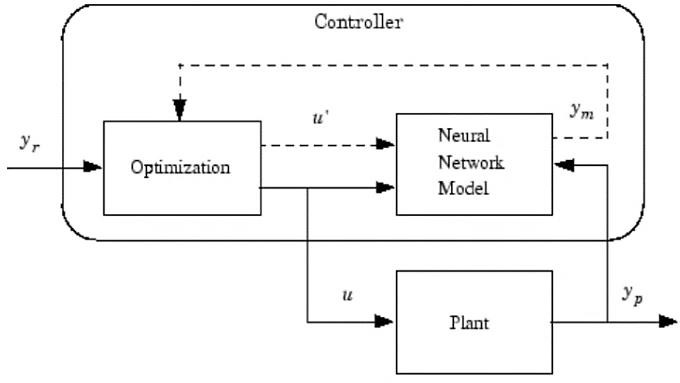 Controller
y_m
u'
y_r
Optimization
Neural
Network
Model
u
y_p
Plant